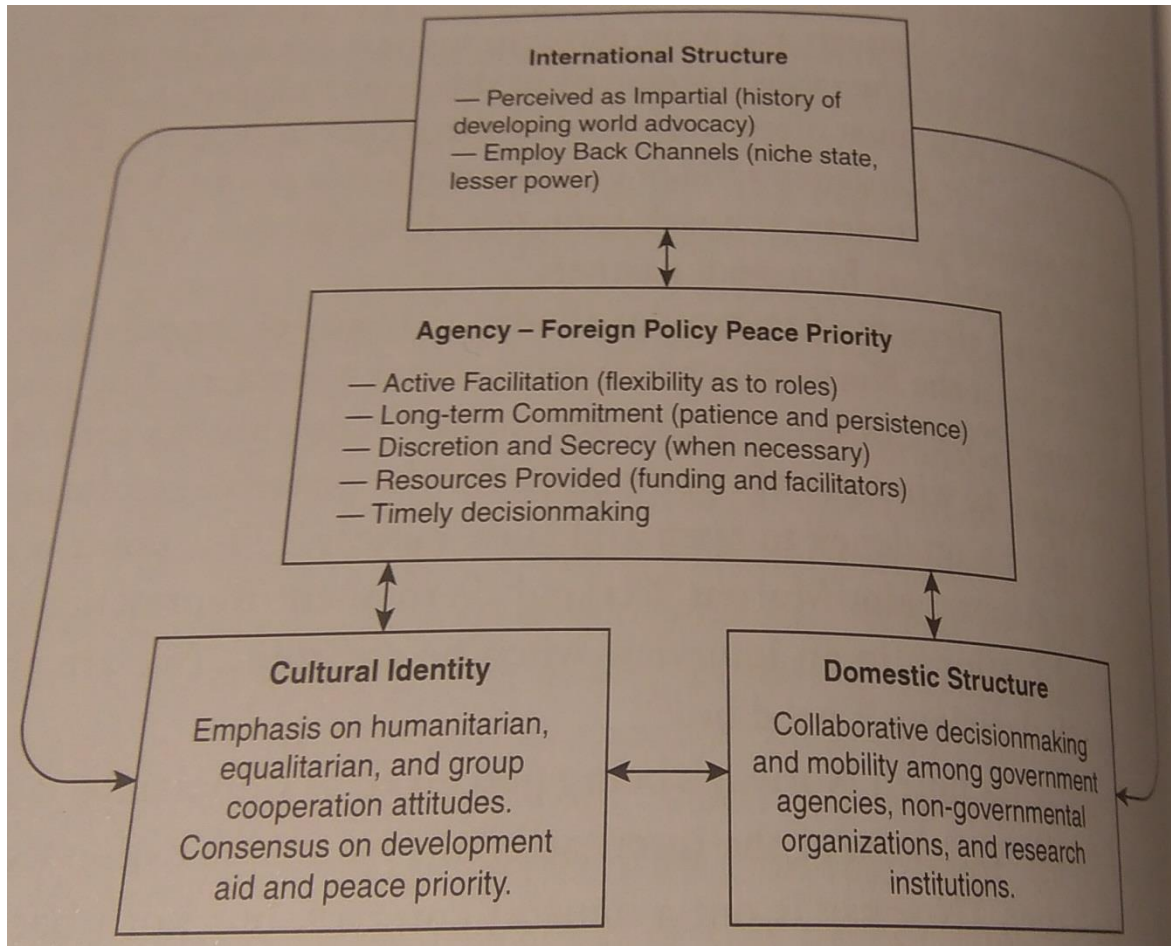 International Structure
— Perceived as Impartial (history of
developing world advocacy)
— Employ Back Channels (niche state,
lesser power)
Agency – Foreign Policy Peace Priority
— Active Facilitation (flexibility as to roles)
— Long-term Commitment (patience and persistence)
— Discretion and Secrecy (when necessary)
— Resources Provided (funding and facilitators)
— Timely decisionmaking
Cultural Identity
Emphasis on humanitarian,
equalitarian, and group
cooperation attitudes.
Consensus on development
aid and peace priority.
Domestic Structure
Collaborative decisionmaking
and mobility among government
agencies, non-governmental
organizations, and research
institutions.